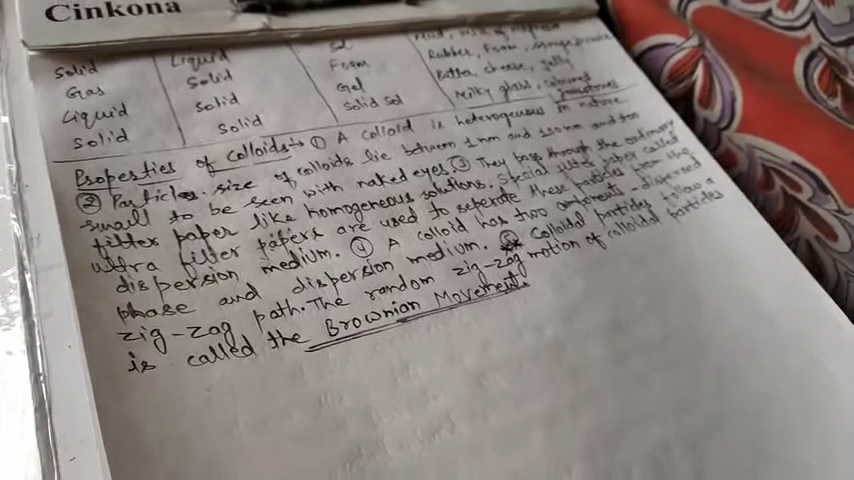 Cinkona
Solid Liquid Sol
Gas Solid Foam Rubber, Foam,
Liquid Solid Gel Butter, cheese, jelly
Solid Solid Solid Sol Milky glass, coloured
Properties of colloids → ① A colloid is heterogenous in nature.
② Particles size of colloids lie between 1 nm and 100 nm and too
small to be seen with naked eyes. ③ They pass through the ordinary
filter paper like homogeneous solutions. Special filter paper called
ultra filter papers are used to seperate these particles from the
dispersion medium. ④ A colloid has two components - dispersed
phase and dispersion medium. ⑤ Colloidal particles follow a
zig-zag path. The random zig-zag motion of colloidal particles
is called the Brownian Movement.